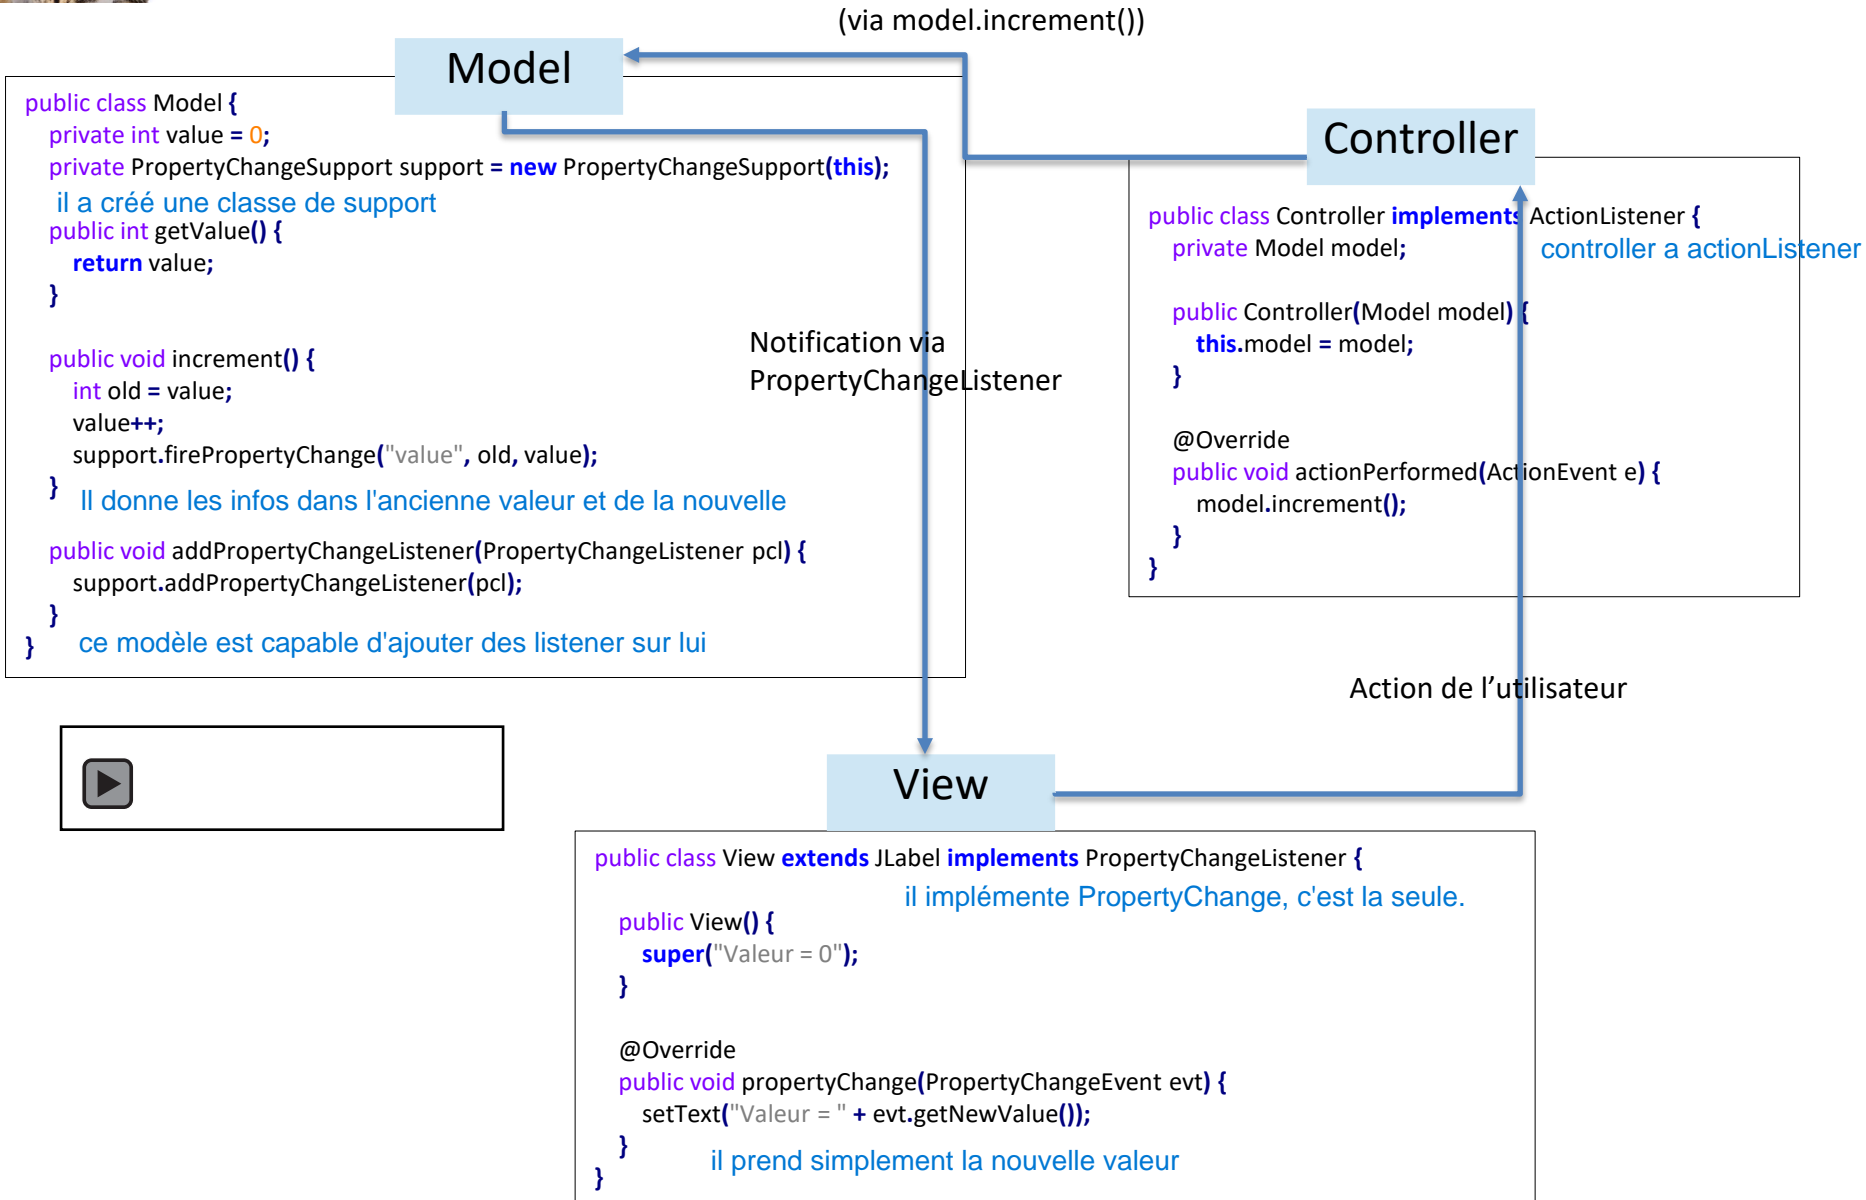 (via model.increment())
Model
public class Model {
private int value = 0;
private PropertyChangeSupport support = new PropertyChangeSupport(this);
il a créé une classe de support
public int getValue() {
return value;
}
public void increment() {
int old = value;
value++;
support.firePropertyChange("value", old, value);
}
Il donne les infos dans l'ancienne valeur et de la nouvelle
public void addPropertyChangeListener(PropertyChangeListener pcl) {
support.addPropertyChangeListener(pcl);
}
}
ce modèle est capable d'ajouter des listener sur lui
Notification via
PropertyChangeListener
Controller
public class Controller implements ActionListener {
private Model model;
controller a actionListener
public Controller(Model model) {
this.model = model;
}
@Override
public void actionPerformed(ActionEvent e) {
model.increment();
}
}
Action de l’utilisateur
View
public class View extends JLabel implements PropertyChangeListener {
il implémente PropertyChange, c'est la seule.
public View() {
super("Valeur = 0");
}
@Override
public void propertyChange(PropertyChangeEvent evt) {
setText("Valeur = " + evt.getNewValue());
}
il prend simplement la nouvelle valeur
}